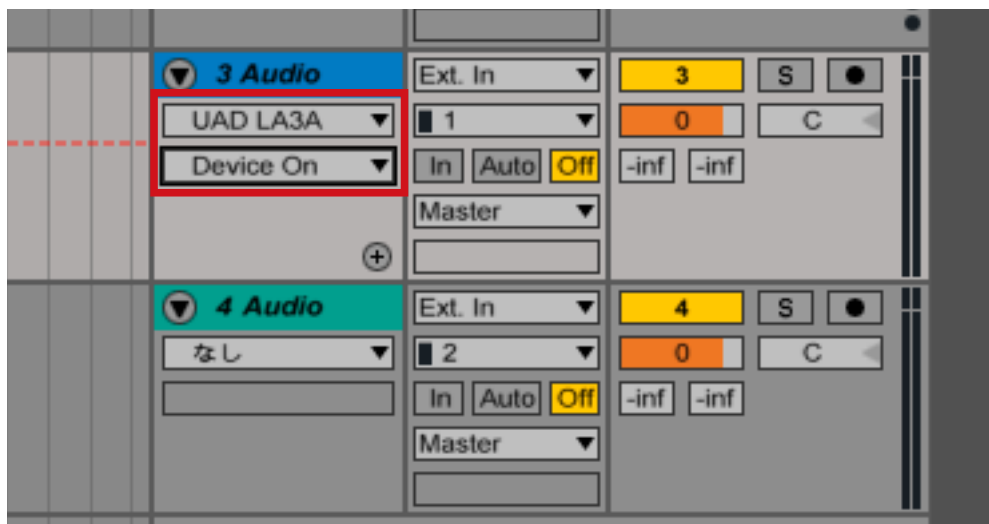 3 Audio Ext. In 3 S
UAD LA3A 1 0 C
Device On In Auto Off -inf -inf
Master
4 Audio Ext. In 4 S
なし 2 0 C
In Auto Off -inf -inf
Master